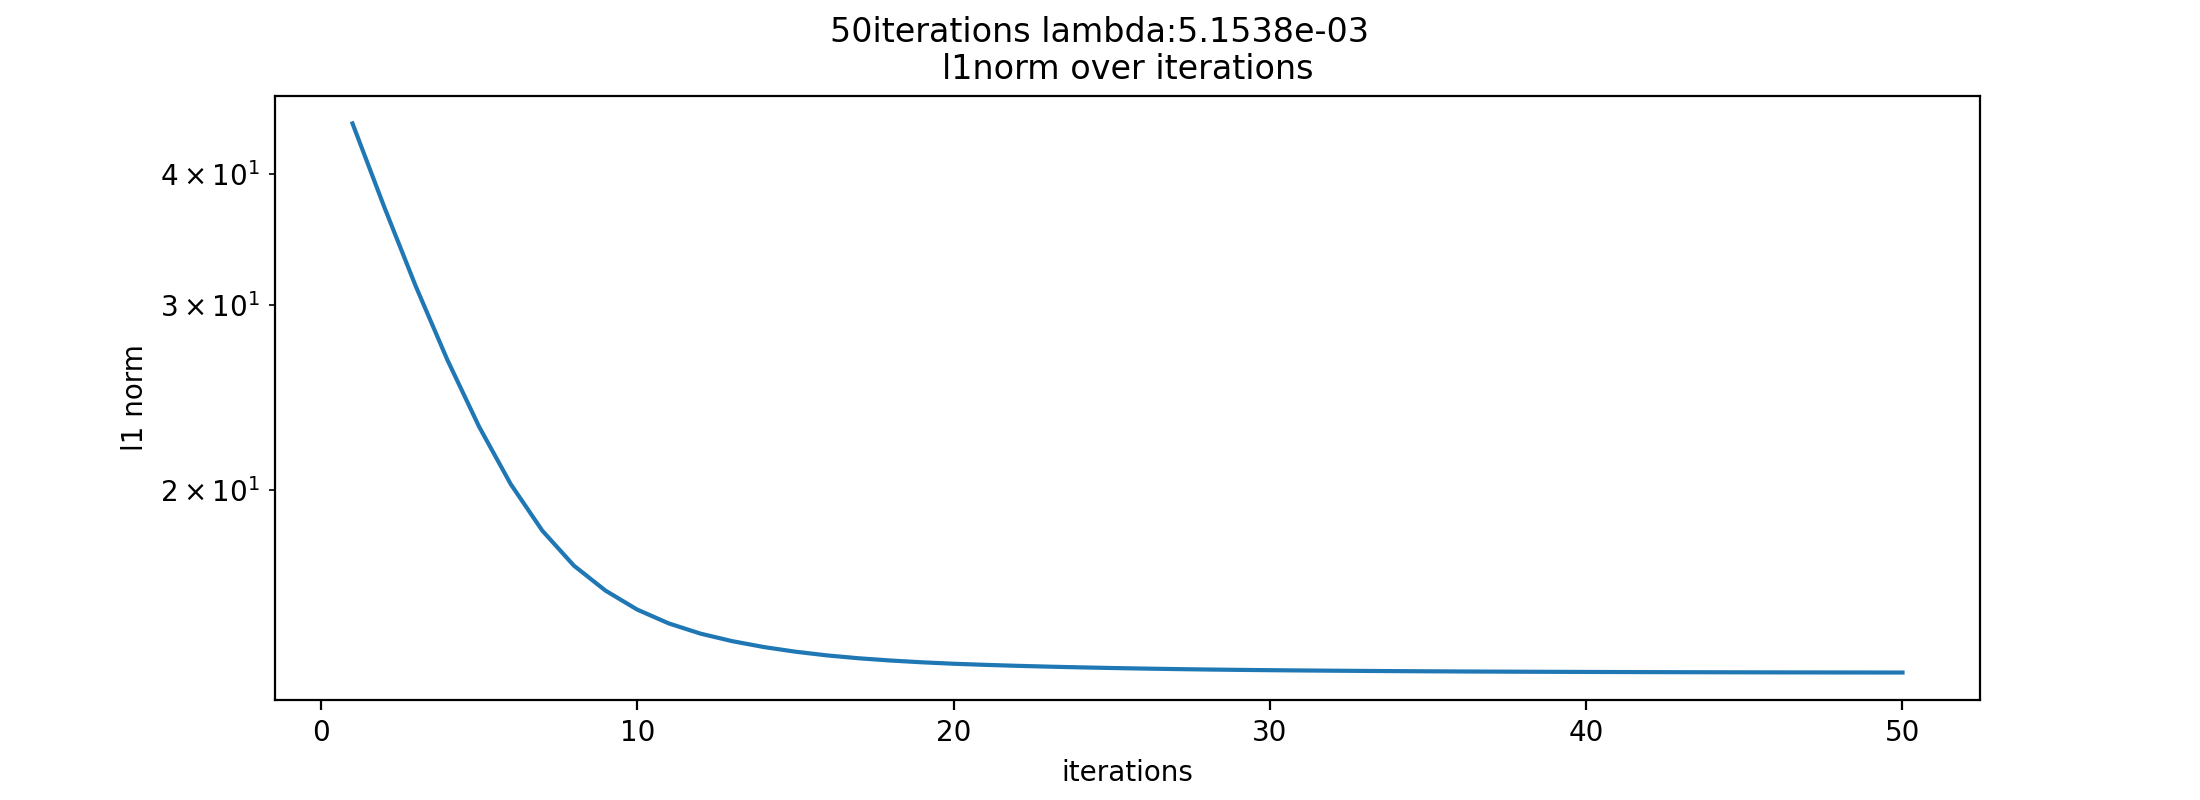 50iterations lambda:5.1538e-03
l1norm over iterations
4 × 10¹
3 × 10¹
2 × 10¹
l1 norm
0 10 20 30 40 50
iterations